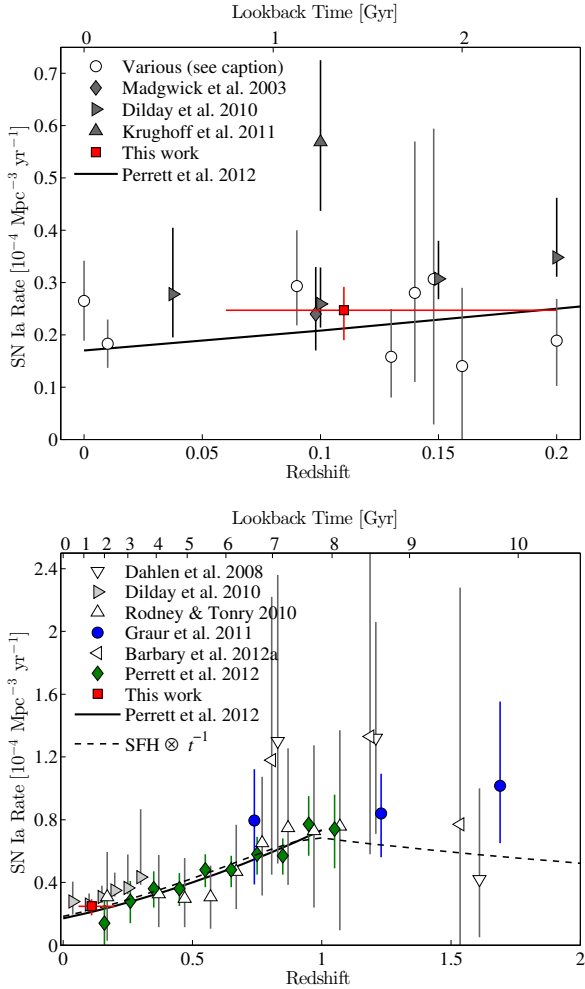 Lookback Time [Gyr]
0 1 2
0.7
0.6
0.5
0.4
0.3
0.2
0.1
0
SN Ia Rate [10⁻⁴ Mpc⁻³ yr⁻¹]
Various (see caption)
Madgwick et al. 2003
Dilday et al. 2010
Krughoff et al. 2011
This work
Perrett et al. 2012
0 0.05 0.1 0.15 0.2
Redshift
Lookback Time [Gyr]
0 1 2 3 4 5 6 7 8 9 10
2.4
2
1.6
1.2
0.8
0.4
0
SN Ia Rate [10⁻⁴ Mpc⁻³ yr⁻¹]
Dahlen et al. 2008
Dilday et al. 2010
Rodney & Tonry 2010
Graur et al. 2011
Barbary et al. 2012a
Perrett et al. 2012
This work
Perrett et al. 2012
SFH ⊗ t⁻¹
0 0.5 1 1.5 2
Redshift